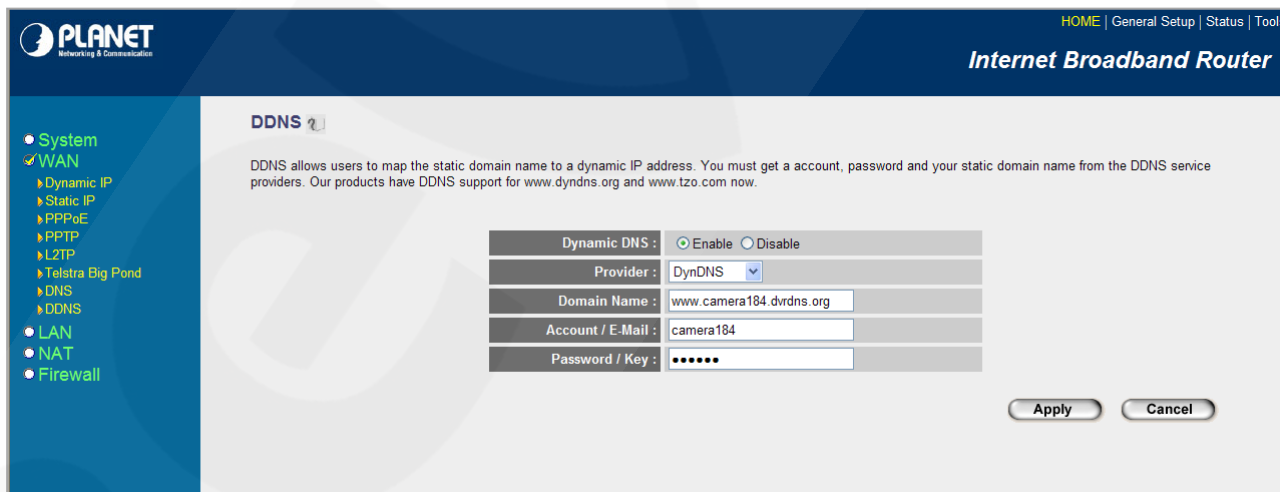 PLANET
Networking & Communication
HOME | General Setup | Status | Tool
Internet Broadband Router
System
WAN
Dynamic IP
Static IP
PPPoE
PPTP
L2TP
Telstra Big Pond
DNS
DDNS
LAN
NAT
Firewall
DDNS
DDNS allows users to map the static domain name to a dynamic IP address. You must get a account, password and your static domain name from the DDNS service
providers. Our products have DDNS support for www.dyndns.org and www.tzo.com now.
Dynamic DNS : Enable Disable
Provider : DynDNS
Domain Name : www.camera184.dvrdns.org
Account / E-Mail : camera184
Password / Key : ●●●●●●
Apply Cancel